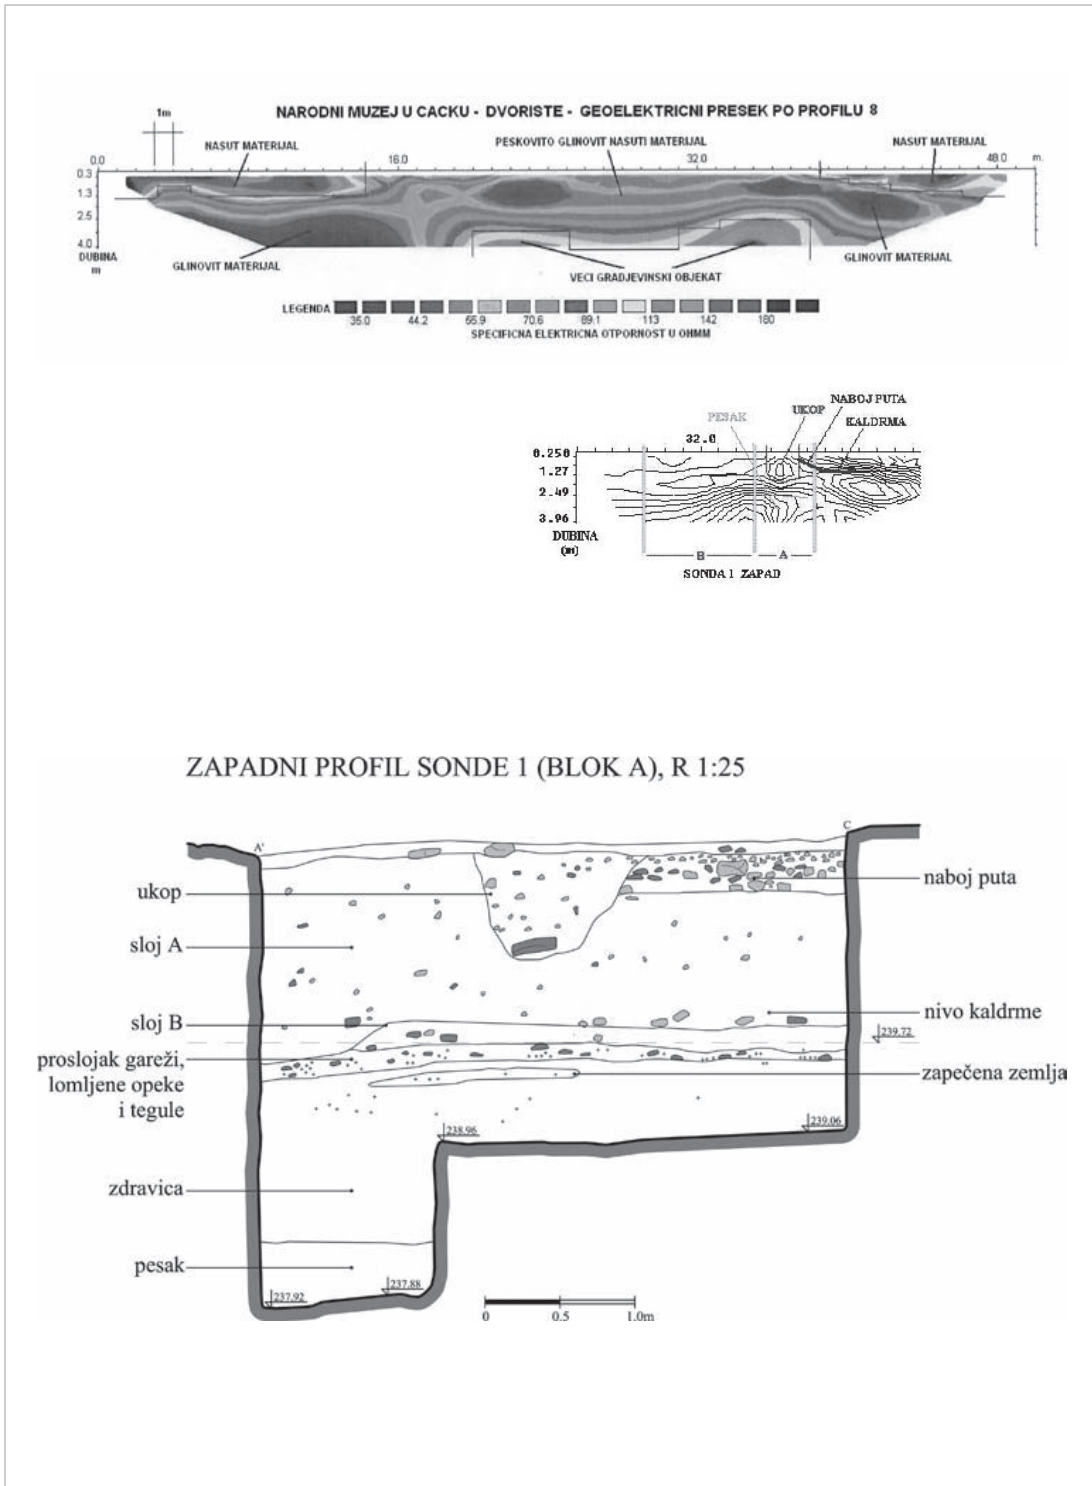 NARODNI MUZEJ U CACKU - DVORISTE - GEOELEKTRICNI PRESEK PO PROFILU 8
1m
NASUT MATERIJAL
PESKOVITO GLINOVIT NASUTI MATERIJAL
NASUT MATERIJAL
0.0 16.0 32.0 48.0 m.
0.3
1.3
2.5
4.0
DUBINA
m
GLINOVIT MATERIJAL
VECI GRADJEVINSKI OBJEKAT
GLINOVIT MATERIJAL
LEGENDA
35.0 44.2 55.9 70.6 89.1 113 142 180
SPECIFICNA ELEKTRICNA OTPORNOST U OHMM
NABOJ PUTA
PESAK
UKOP
KALDRMA
32.0
0.250
1.27
2.49
3.96
DUBINA
(m)
B A
SONDA 1 ZAPAD
ZAPADNI PROFIL SONDE 1 (BLOK A), R 1:25
A'
C
ukop
naboj puta
sloj A
nivo kaldrme
sloj B
239.72
proslojak gareži,
lomljene opeke
i tegule
zapečena zemlja
238.96
239.06
zdravica
pesak
237.92
237.88
0 0.5 1.0m